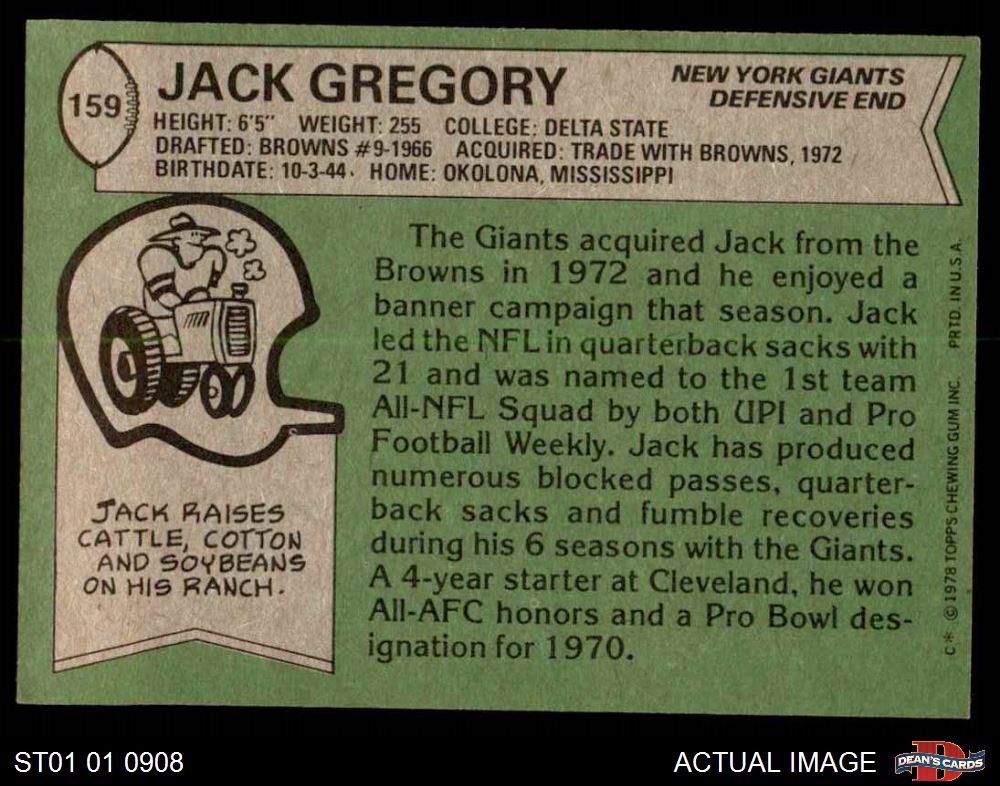 159
JACK GREGORY
NEW YORK GIANTS
DEFENSIVE END
HEIGHT: 6'5" WEIGHT: 255 COLLEGE: DELTA STATE
DRAFTED: BROWNS #9-1966 ACQUIRED: TRADE WITH BROWNS, 1972
BIRTHDATE: 10-3-44. HOME: OKOLONA, MISSISSIPPI
The Giants acquired Jack from the
Browns in 1972 and he enjoyed a
banner campaign that season. Jack
led the NFL in quarterback sacks with
21 and was named to the 1st team
All-NFL Squad by both UPI and Pro
Football Weekly. Jack has produced
numerous blocked passes, quarter-
back sacks and fumble recoveries
during his 6 seasons with the Giants.
A 4-year starter at Cleveland, he won
All-AFC honors and a Pro Bowl des-
ignation for 1970.
JACK RAISES
CATTLE, COTTON
AND SOYBEANS
ON HIS RANCH.
C* © 1978 TOPPS CHEWING GUM INC. PRTD. IN U.S.A.
ST01 01 0908
ACTUAL IMAGE
D
DEAN'S CARDS